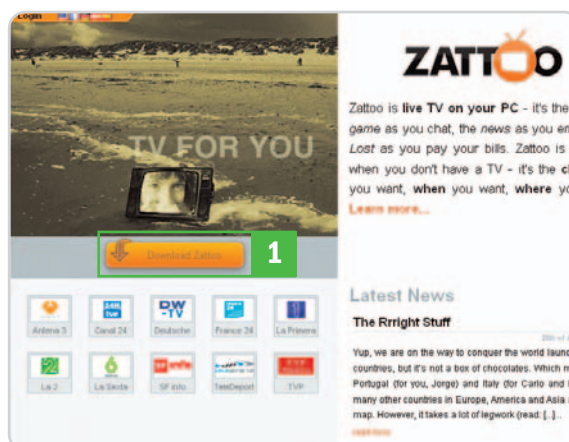 Login
TV FOR YOU
Download Zattoo
1
Antena 3
Canal 24
Deutsche
France 24
La Primera
La 2
La Sexta
SF info
TeleDeport
TVP
ZATTOO
Zattoo is live TV on your PC - it's the
game as you chat, the news as you
Lost as you pay your bills. Zattoo is
when you don't have a TV - it's the
you want, when you want, where
Learn more...
Latest News
The Rrright Stuff
Yup, we are on the way to conquer the world
countries, but it's not a box of chocolates. Which
Portugal (for you, Jorge) and Italy (for Carlo and
many other countries in Europe, America and Asia
map. However, it takes a lot of legwork (read: [...]
read more